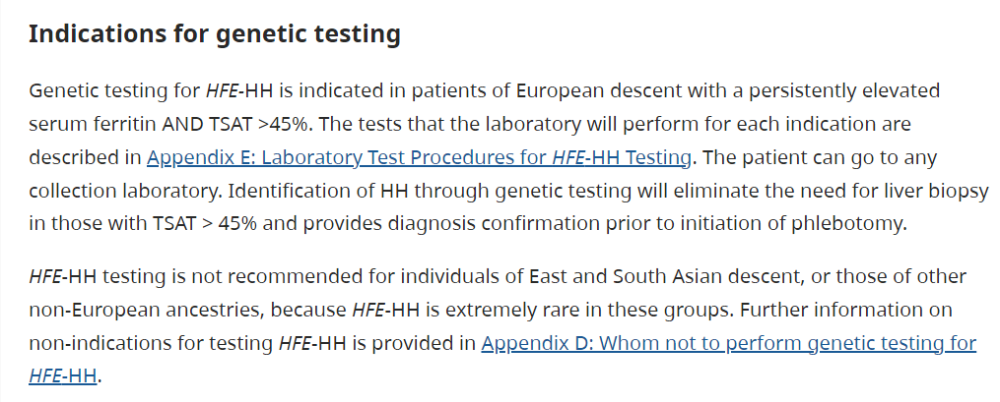 Indications for genetic testing
Genetic testing for HFE-HH is indicated in patients of European descent with a persistently elevated
serum ferritin AND TSAT >45%. The tests that the laboratory will perform for each indication are
described in Appendix E: Laboratory Test Procedures for HFE-HH Testing. The patient can go to any
collection laboratory. Identification of HH through genetic testing will eliminate the need for liver biopsy
in those with TSAT > 45% and provides diagnosis confirmation prior to initiation of phlebotomy.
HFE-HH testing is not recommended for individuals of East and South Asian descent, or those of other
non-European ancestries, because HFE-HH is extremely rare in these groups. Further information on
non-indications for testing HFE-HH is provided in Appendix D: Whom not to perform genetic testing for
HFE-HH.